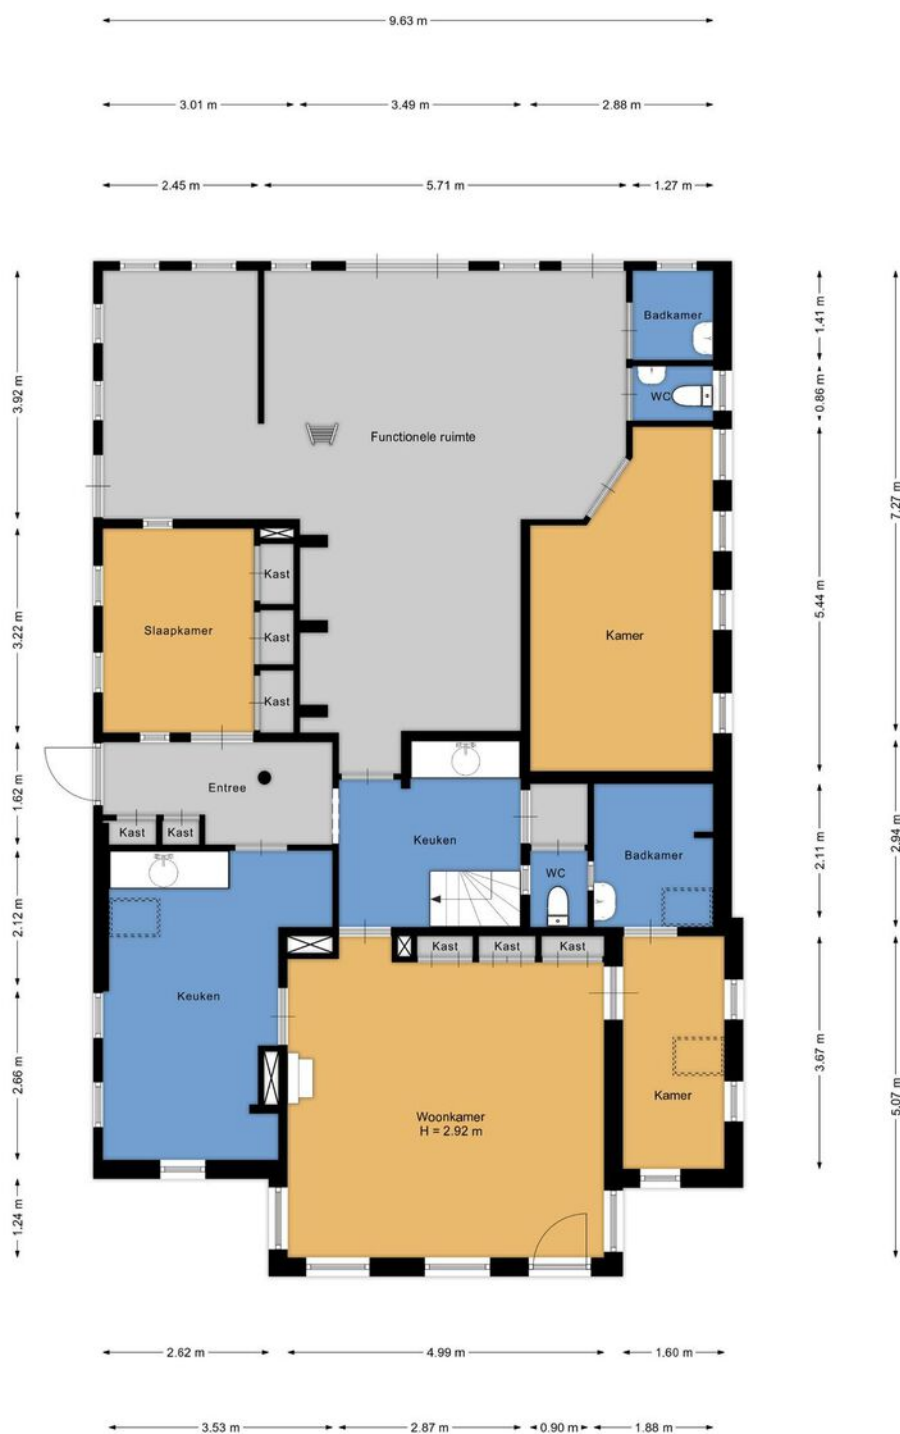 9.63 m
3.01 m
3.49 m
2.88 m
2.45 m
5.71 m
1.27 m
Badkamer
1.41 m
WC
0.86 m
3.92 m
Functionele ruimte
7.27 m
Kast
Slaapkamer
Kast
3.22 m
Kamer
5.44 m
Kast
Entree
1.62 m
Kast
Kast
Keuken
2.94 m
Badkamer
WC
2.11 m
2.12 m
Kast
Kast
Kast
Keuken
2.66 m
3.67 m
Kamer
5.07 m
Woonkamer
H = 2.92 m
1.24 m
2.62 m
4.99 m
1.60 m
3.53 m
2.87 m
0.90 m
1.88 m